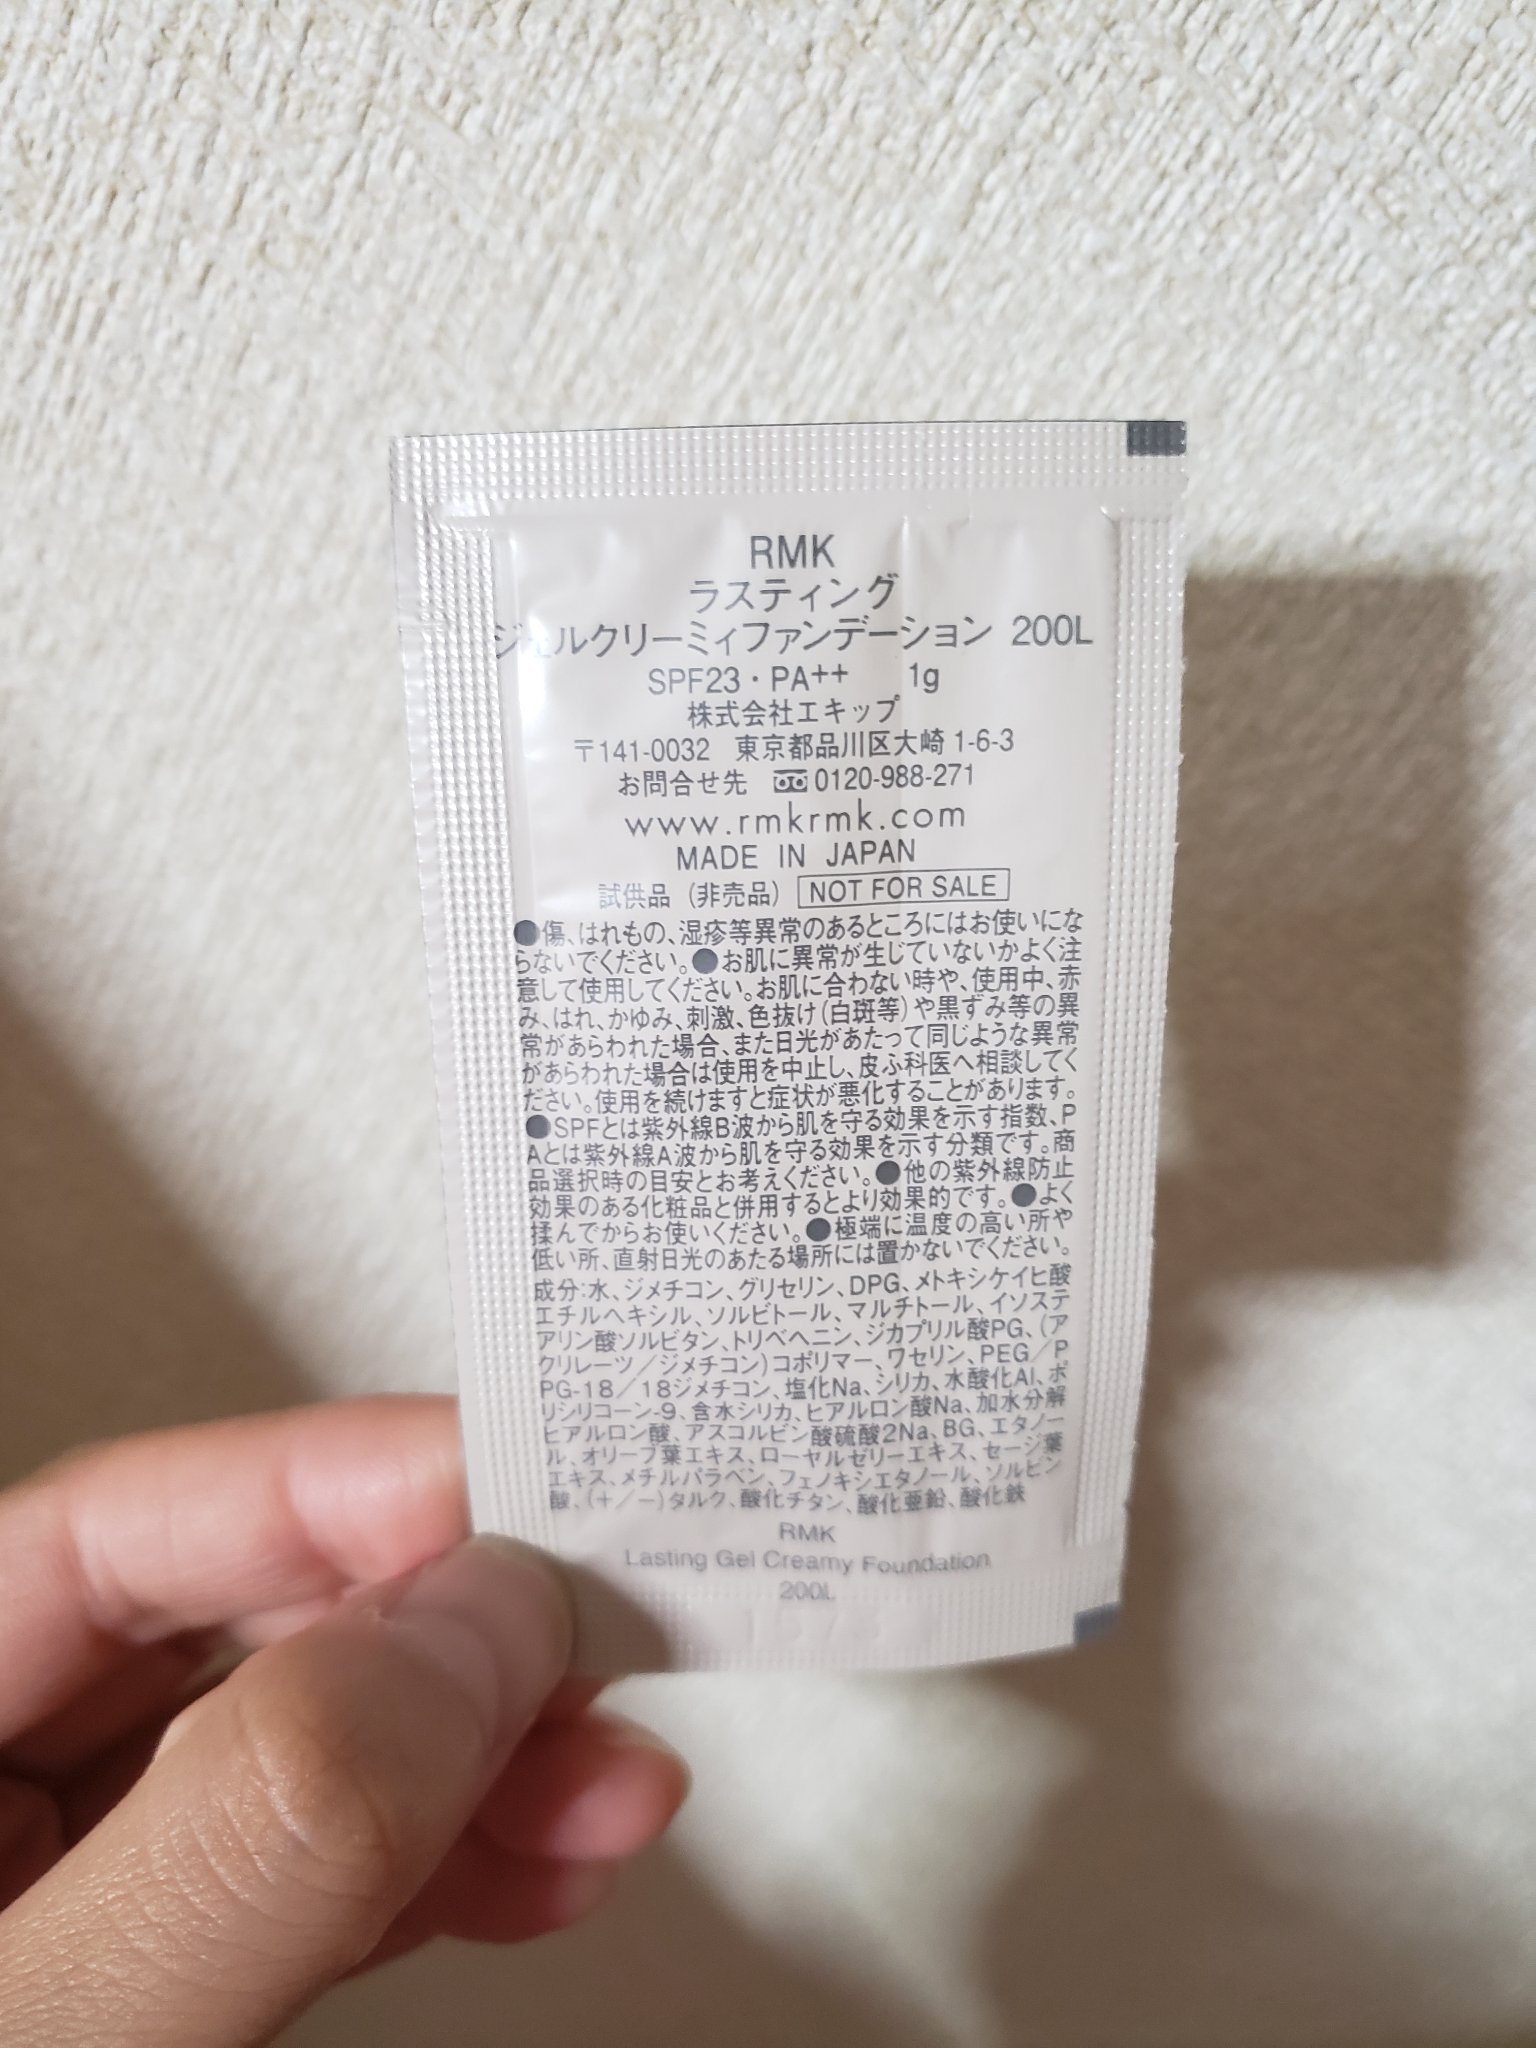 RMK
ラスティング
ジェルクリーミィファンデーション 200L
SPF23・PA++ 1g
株式会社エキップ
〒141-0032 東京都品川区大崎 1-6-3
お問合せ先 0120-988-271
www.rmkrmk.com
MADE IN JAPAN
試供品（非売品） NOT FOR SALE
●傷、はれもの、湿疹等異常のあるところにはお使いにな
らないでください。●お肌に異常が生じていないかよく注
意して使用してください。お肌に合わない時や、使用中、赤
み、はれ、かゆみ、刺激、色抜け（白斑等）や黒ずみ等の異
常があらわれた場合、また日光があたって同じような異常
があらわれた場合は使用を中止し、皮ふ科医へ相談してく
ださい。使用を続けますと症状が悪化することがあります。
●SPFとは紫外線B波から肌を守る効果を示す指数、P
Aとは紫外線A波から肌を守る効果を示す分類です。商
品選択時の目安とお考えください。●他の紫外線防止
効果のある化粧品と併用するとより効果的です。●よく
揉んでからお使いください。●極端に温度の高い所や
低い所、直射日光のあたる場所には置かないでください。
成分：水、ジメチコン、グリセリン、DPG、メトキシケイヒ酸
エチルヘキシル、ソルビトール、マルチトール、イソステ
アリン酸ソルビタン、トリベヘニン、ジカプリル酸PG、（ア
クリレーツ／ジメチコン）コポリマー、ワセリン、PEG／P
PG-18／18ジメチコン、塩化Na、シリカ、水酸化Al、ポ
リシリコーン-9、含水シリカ、ヒアルロン酸Na、加水分解
ヒアルロン酸、アスコルビン酸硫酸2Na、BG、エタノー
ル、オリーブ葉エキス、ローヤルゼリーエキス、セージ葉
エキス、メチルパラベン、フェノキシエタノール、ソルビン
酸、（＋／－）タルク、酸化チタン、酸化亜鉛、酸化鉄
RMK
Lasting Gel Creamy Foundation
200L